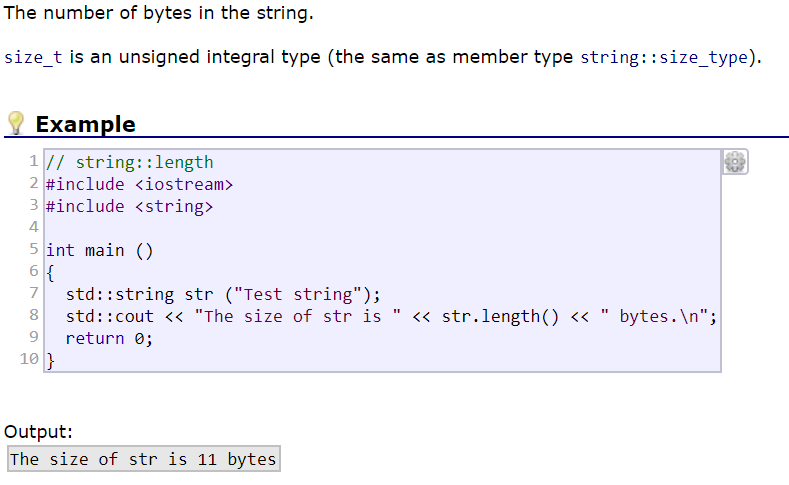 The number of bytes in the string.
size_t is an unsigned integral type (the same as member type string::size_type).
Example
1 // string::length
2 #include <iostream>
3 #include <string>
4
5 int main ()
6 {
7   std::string str ("Test string");
8   std::cout << "The size of str is " << str.length() << " bytes.\n";
9   return 0;
10 }
Output:
The size of str is 11 bytes